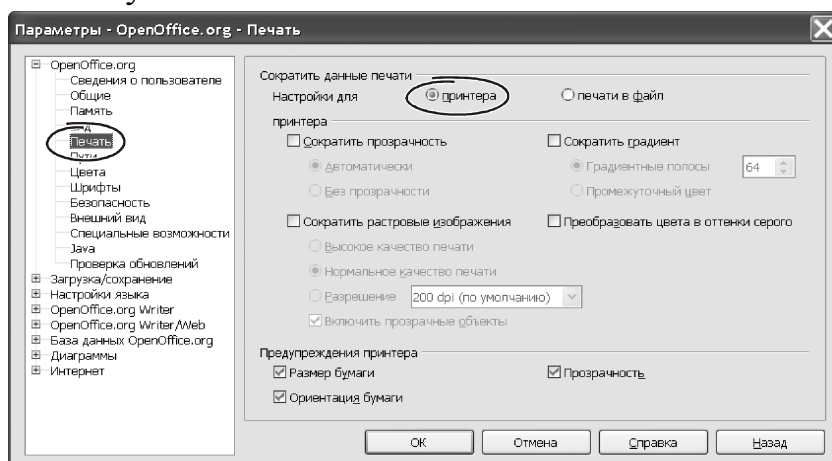 Параметры - OpenOffice.org - Печать
OpenOffice.org
Сведения о пользователе
Общие
Память
Вид
Печать
Пути
Цвета
Шрифты
Безопасность
Внешний вид
Специальные возможности
Java
Проверка обновлений
Загрузка/сохранение
Настройки языка
OpenOffice.org Writer
OpenOffice.org Writer/Web
База данных OpenOffice.org
Диаграммы
Интернет
Сократить данные печати
Настройки для принтера печати в файл
принтера
Сократить прозрачность Сократить градиент
Автоматически Градиентные полосы 64
Без прозрачности Промежуточный цвет
Сократить растровые изображения Преобразовать цвета в оттенки серого
Высокое качество печати
Нормальное качество печати
Разрешение 200 dpi (по умолчанию)
Включить прозрачные объекты
Предупреждения принтера
Размер бумаги Прозрачность
Ориентация бумаги
ОК Отмена Справка Назад